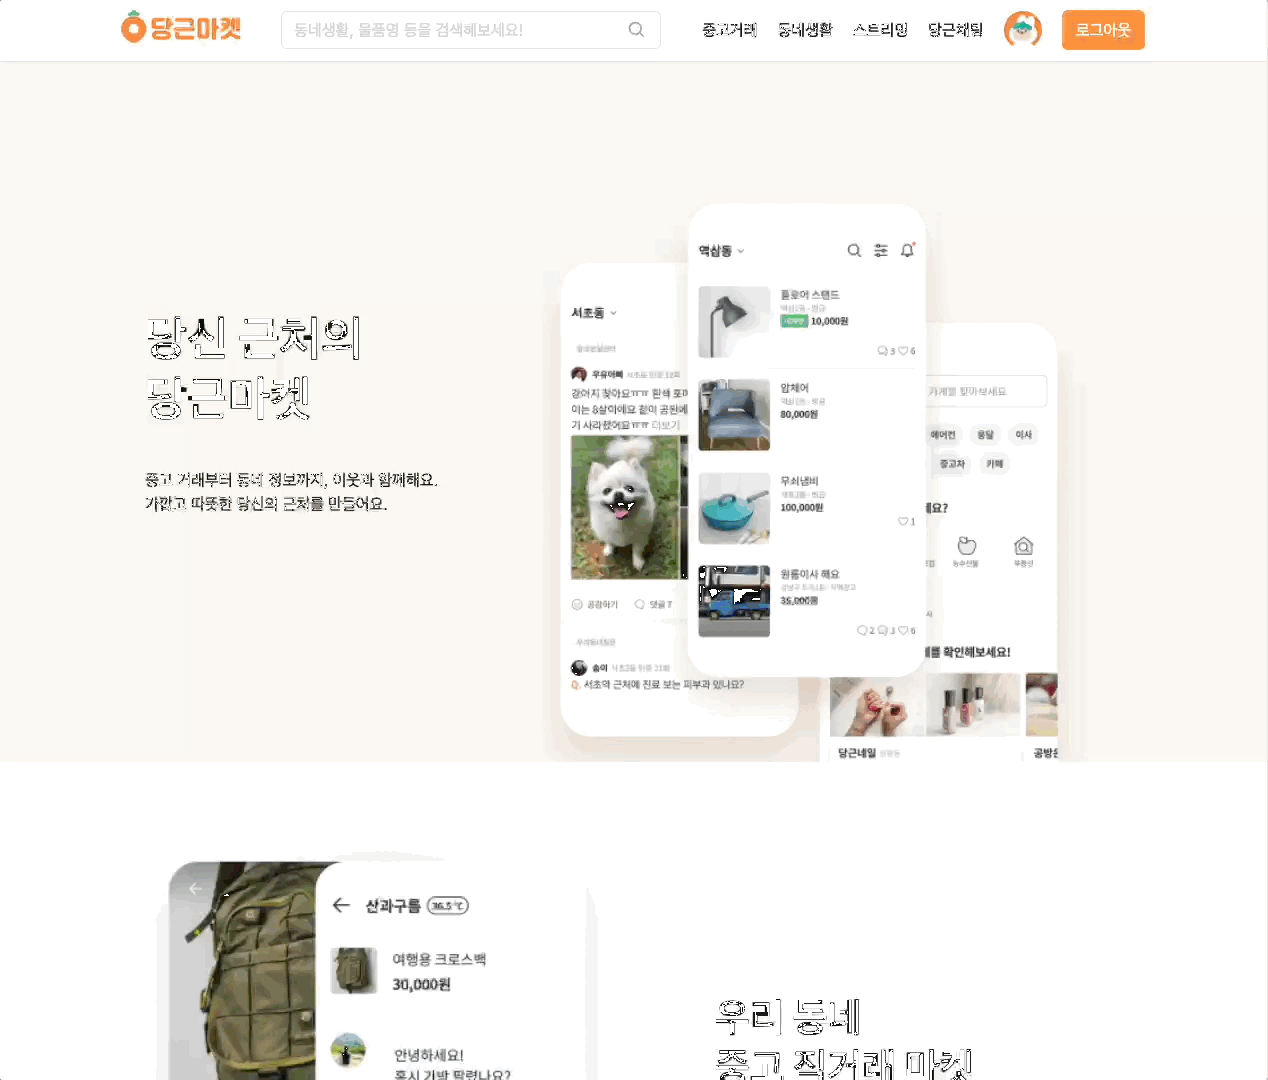 당근마켓
동네생활, 물품명 등을 검색해보세요!
중고거래
동네생활
스트리밍
당근채팅
로그아웃
당신 근처의
당근마켓
중고 거래부터 동네 정보까지, 이웃과 함께해요.
가깝고 따뜻한 당신의 근처를 만들어요.
서초동
우유아빠
강아지 찾아요ㅠㅠ 흰색 포메
이는 8살이에요 같이 공원에
기 사라졌어요ㅠㅠ 더보기
공감하기
댓글 7
우리동네질문
솜이
서초역 근처에 진료 보는 피부과 있나요?
역삼동
플로어 스탠드
10,000원
3 6
암체어
80,000원
무쇠냄비
100,000원
1
원룸이사 해요
35,000원
2 3 6
가게를 찾아보세요
에어컨
용달
이사
중고차
카페
요?
농수산물
부동산
를 확인해보세요!
당근네일
공방은
산과구름 36.5°C
여행용 크로스백
30,000원
안녕하세요!
혹시 가방 팔렸나요?
우리 동네
중고 직거래 마켓